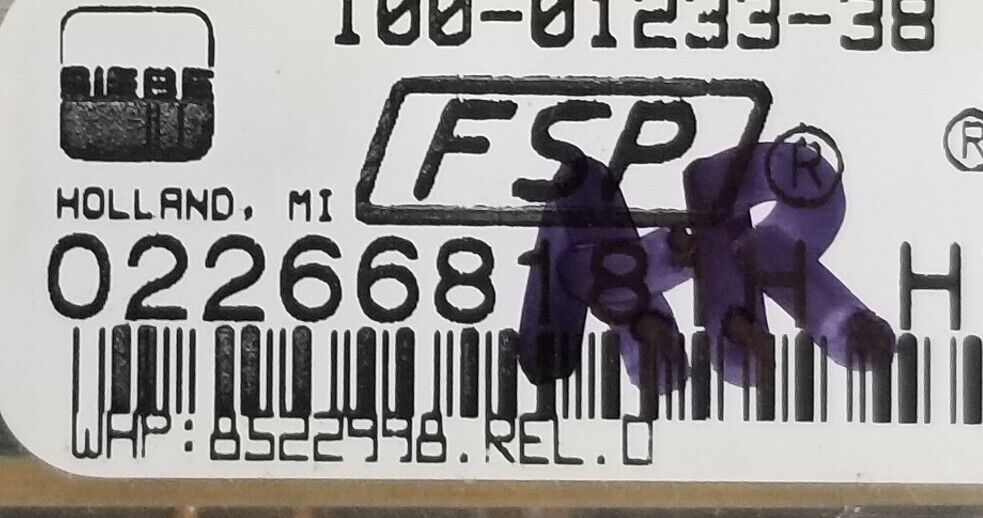 100-01233-38
FSP® ®
HOLLAND, MI
02266818 H H
WHP:8522998.REL.0